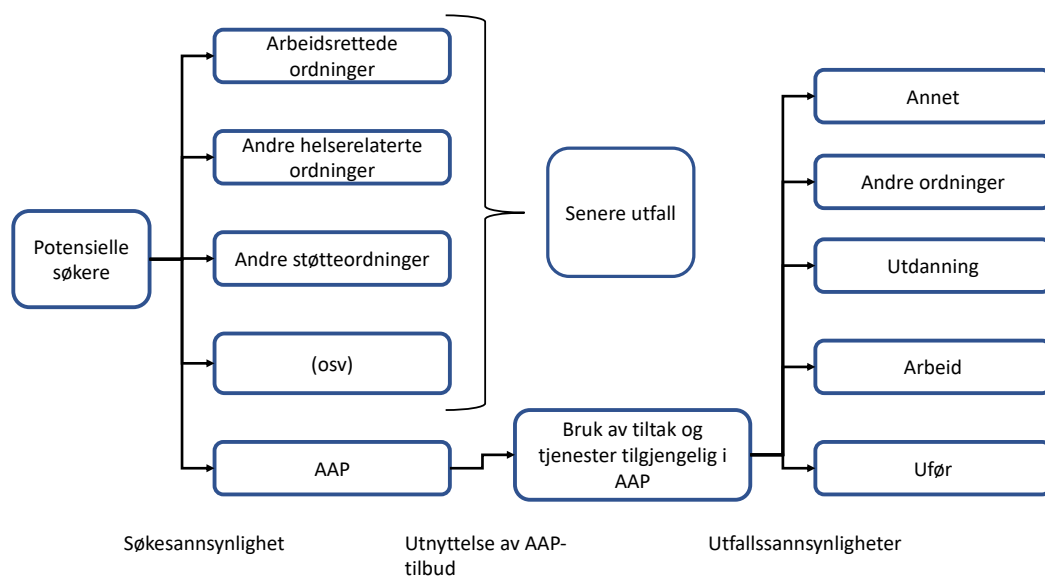 Potensielle
søkere
Arbeidsrettede
ordninger
Andre helserelaterte
ordninger
Andre støtteordninger
(osv)
AAP
Senere utfall
Bruk av tiltak og
tjenester tilgjengelig i
AAP
Annet
Andre ordninger
Utdanning
Arbeid
Ufør
Søkesannsynlighet
Utnyttelse av AAP-
tilbud
Utfallssannsynligheter